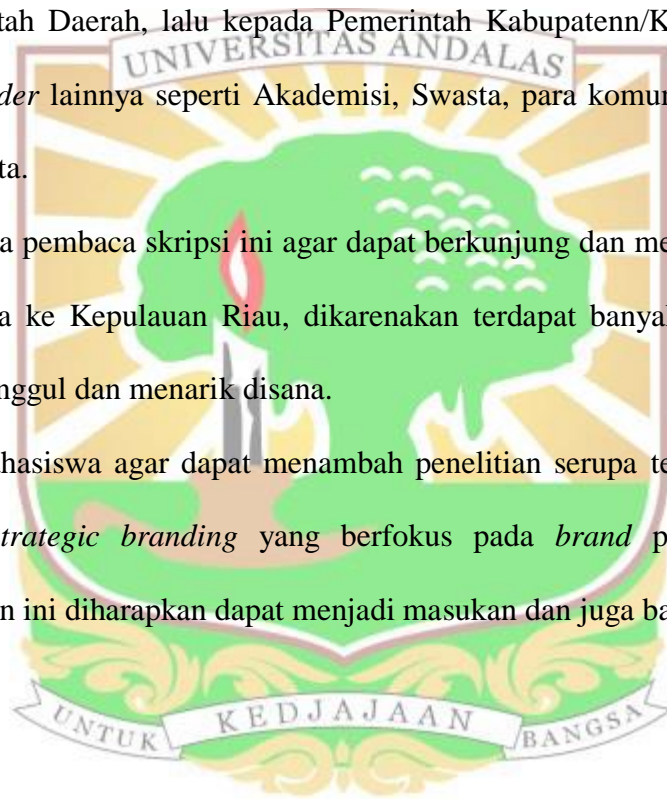 tah Daerah, lalu kepada Pemerintah Kabupatenn/K
UNIVERSITAS ANDALAS
der lainnya seperti Akademisi, Swasta, para komun
ta.
a pembaca skripsi ini agar dapat berkunjung dan me
a ke Kepulauan Riau, dikarenakan terdapat banyal
nggul dan menarik disana.
ahasiswa agar dapat menambah penelitian serupa te
strategic branding yang berfokus pada brand p
n ini diharapkan dapat menjadi masukan dan juga ba
UNTUK KEDJAJAAN BANGSA